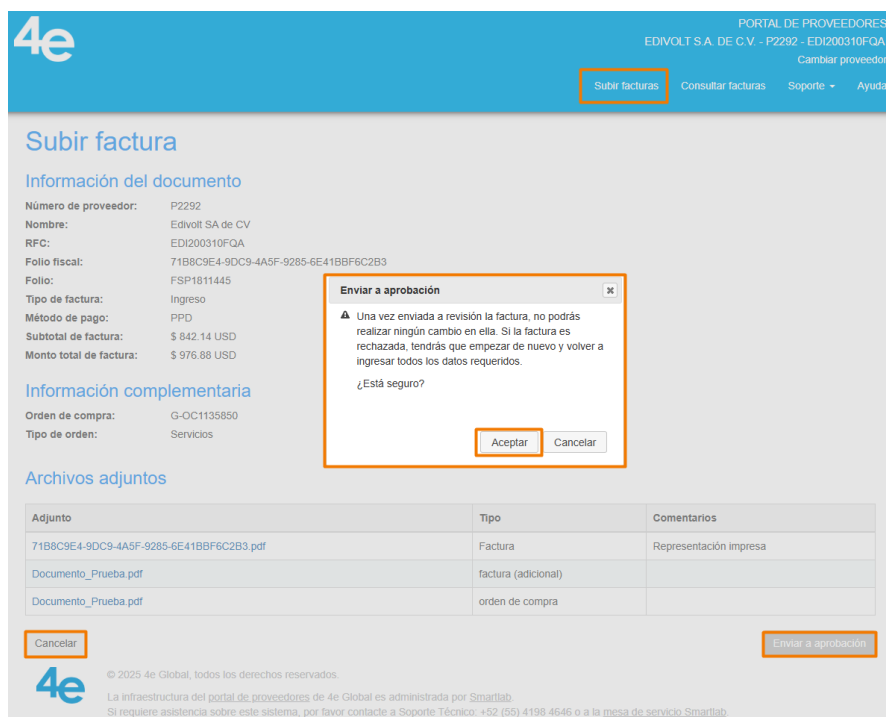 4e
PORTAL DE PROVEEDORES
EDIVOLT S.A. DE C.V. - P2292 - EDI200310FQA
Cambiar proveedor
Subir facturas Consultar facturas Soporte Ayuda
Subir factura
Información del documento
Número de proveedor: P2292
Nombre: Edivolt SA de CV
RFC: EDI200310FQA
Folio fiscal: 71B8C9E4-9DC9-4A5F-9285-6E41BBF6C2B3
Folio: FSP1811445
Tipo de factura: Ingreso
Método de pago: PPD
Subtotal de factura: $ 842.14 USD
Monto total de factura: $ 976.88 USD
Enviar a aprobación
Una vez enviada a revisión la factura, no podrás
realizar ningún cambio en ella. Si la factura es
rechazada, tendrás que empezar de nuevo y volver a
ingresar todos los datos requeridos.
¿Está seguro?
Aceptar Cancelar
Información complementaria
Orden de compra: G-OC1135850
Tipo de orden: Servicios
Archivos adjuntos
Adjunto Tipo Comentarios
71B8C9E4-9DC9-4A5F-9285-6E41BBF6C2B3.pdf Factura Representación impresa
Documento_Prueba.pdf factura (adicional)
Documento_Prueba.pdf orden de compra
Cancelar Enviar a aprobación
4e
© 2025 4e Global, todos los derechos reservados.
La infraestructura del portal de proveedores de 4e Global es administrada por Smartlab.
Si requiere asistencia sobre este sistema, por favor contacte a Soporte Técnico: +52 (55) 4198 4646 o a la mesa de servicio Smartlab